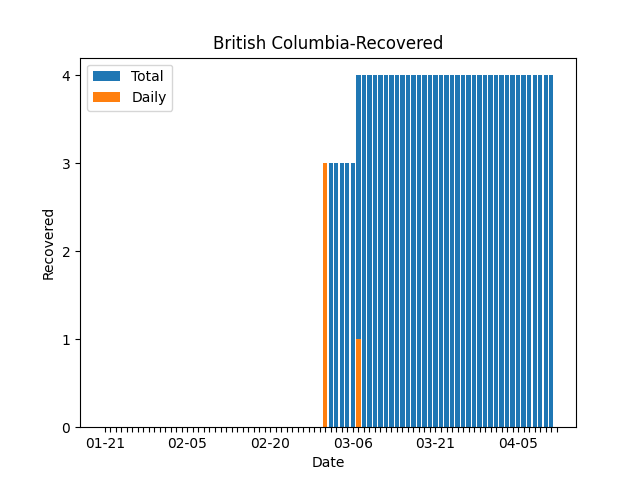 British Columbia-Recovered
Total
Daily
4
3
2
1
0
Recovered
01-21 02-05 02-20 03-06 03-21 04-05
Date